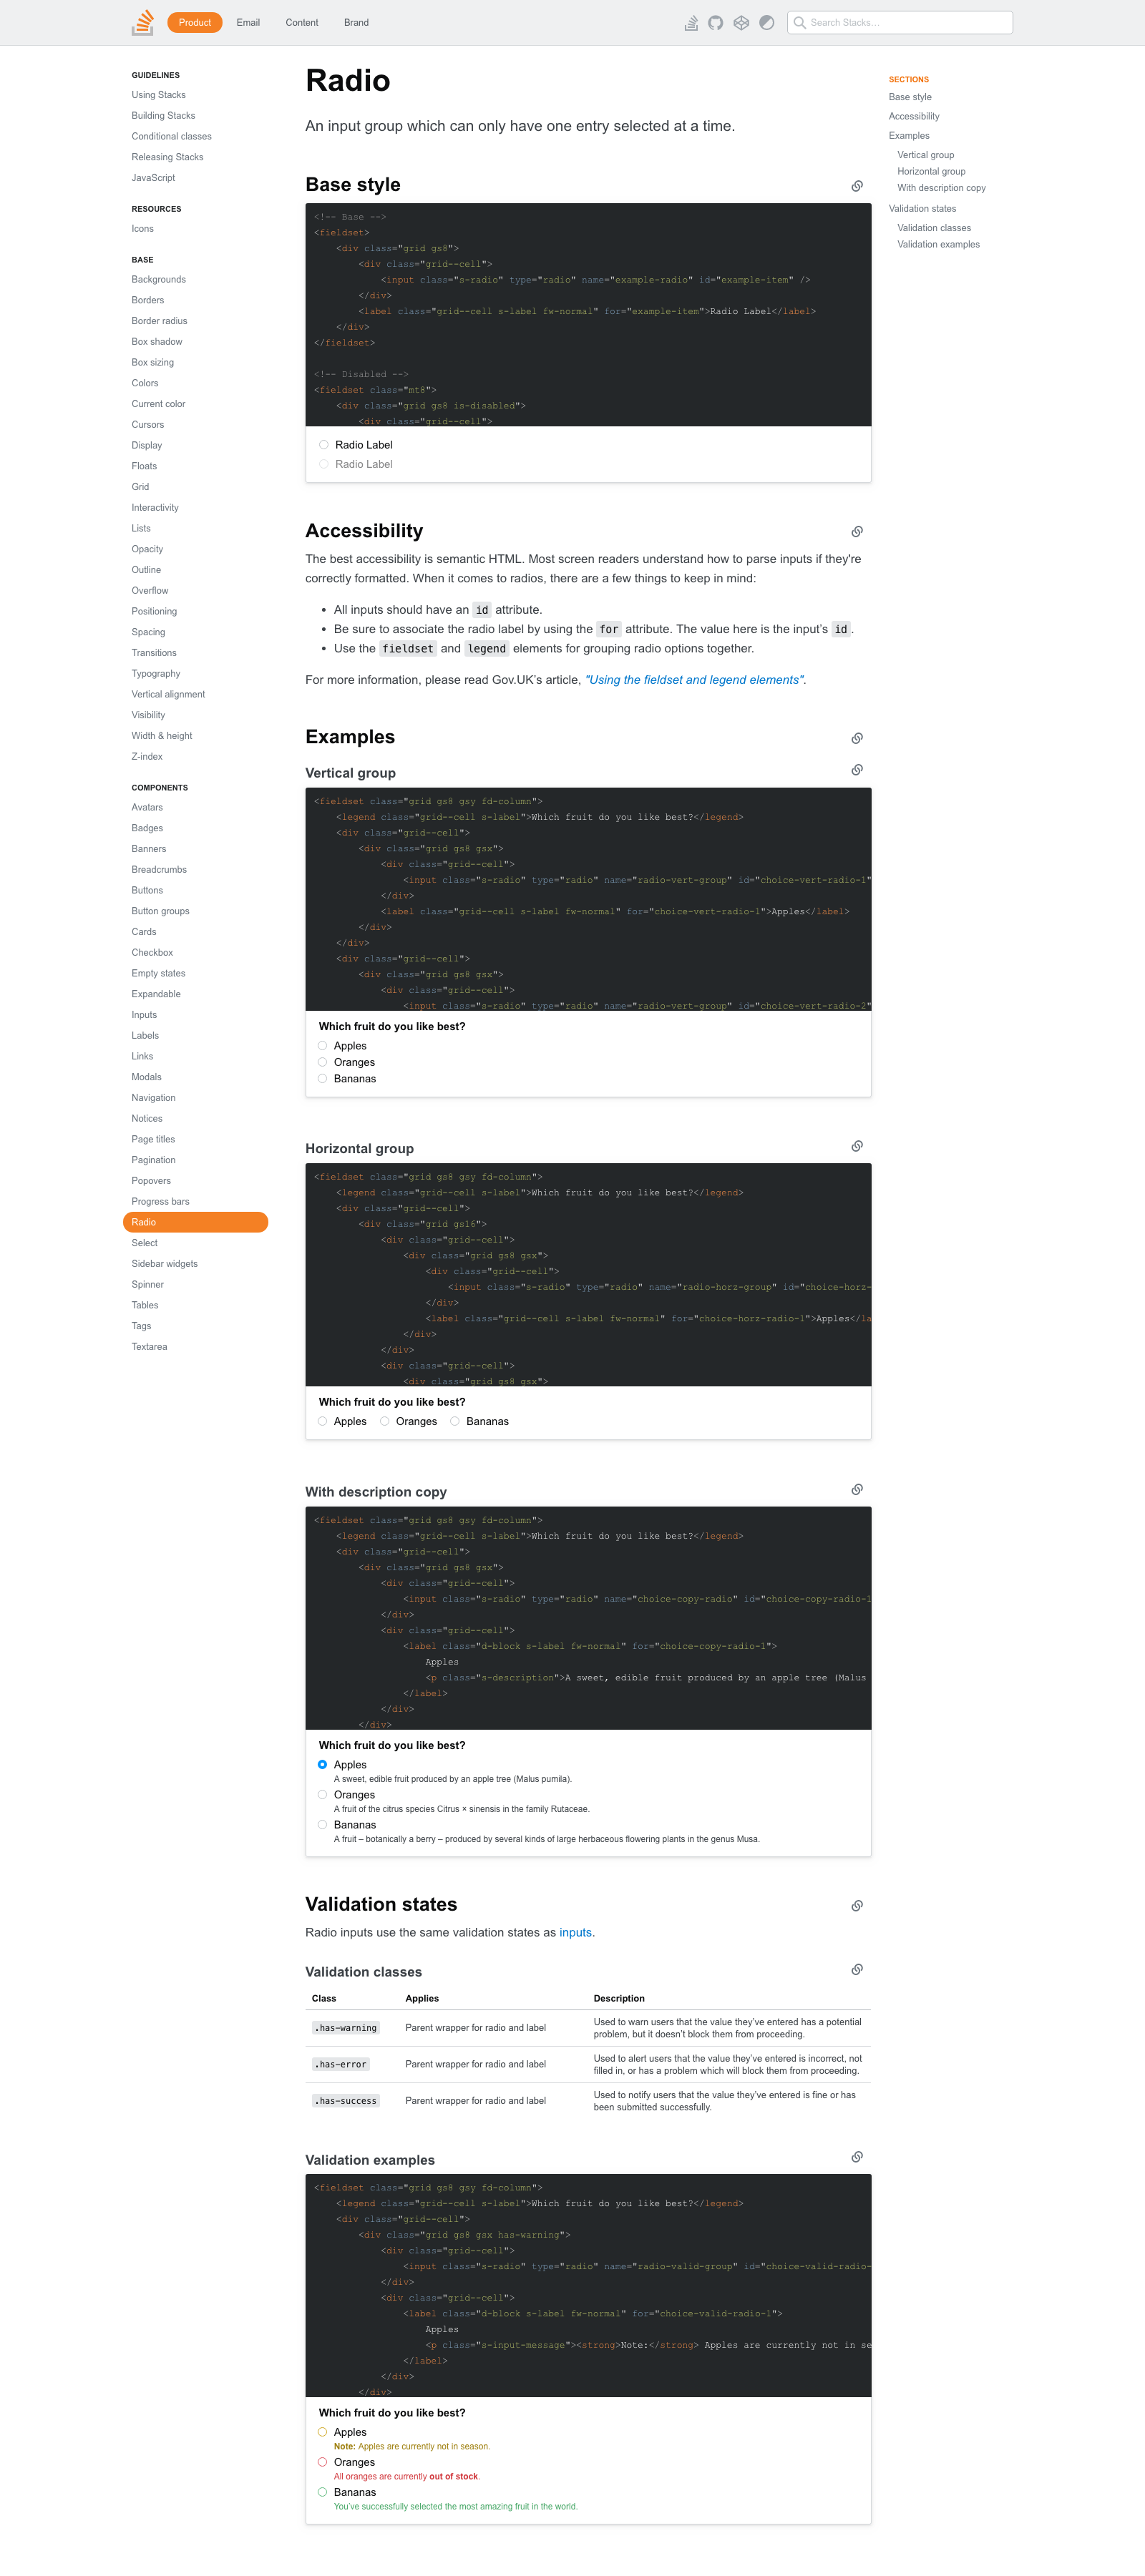 Product Email Content Brand
Search Stacks…
GUIDELINES
Using Stacks
Building Stacks
Conditional classes
Releasing Stacks
JavaScript
RESOURCES
Icons
BASE
Backgrounds
Borders
Border radius
Box shadow
Box sizing
Colors
Current color
Cursors
Display
Floats
Grid
Interactivity
Lists
Opacity
Outline
Overflow
Positioning
Spacing
Transitions
Typography
Vertical alignment
Visibility
Width & height
Z-index
COMPONENTS
Avatars
Badges
Banners
Breadcrumbs
Buttons
Button groups
Cards
Checkbox
Empty states
Expandable
Inputs
Labels
Links
Modals
Navigation
Notices
Page titles
Pagination
Popovers
Progress bars
Radio
Select
Sidebar widgets
Spinner
Tables
Tags
Textarea
Radio
An input group which can only have one entry selected at a time.
Base style
<!-- Base -->
<fieldset>
    <div class="grid gs8">
        <div class="grid--cell">
            <input class="s-radio" type="radio" name="example-radio" id="example-item" />
        </div>
        <label class="grid--cell s-label fw-normal" for="example-item">Radio Label</label>
    </div>
</fieldset>
<!-- Disabled -->
<fieldset class="mt8">
    <div class="grid gs8 is-disabled">
        <div class="grid--cell">
Radio Label
Radio Label
Accessibility
The best accessibility is semantic HTML. Most screen readers understand how to parse inputs if they're
correctly formatted. When it comes to radios, there are a few things to keep in mind:
• All inputs should have an id attribute.
• Be sure to associate the radio label by using the for attribute. The value here is the input’s id.
• Use the fieldset and legend elements for grouping radio options together.
For more information, please read Gov.UK’s article, "Using the fieldset and legend elements".
Examples
Vertical group
<fieldset class="grid gs8 gsy fd-column">
    <legend class="grid--cell s-label">Which fruit do you like best?</legend>
    <div class="grid--cell">
        <div class="grid gs8 gsx">
            <div class="grid--cell">
                <input class="s-radio" type="radio" name="radio-vert-group" id="choice-vert-radio-1"
            </div>
            <label class="grid--cell s-label fw-normal" for="choice-vert-radio-1">Apples</label>
        </div>
    </div>
    <div class="grid--cell">
        <div class="grid gs8 gsx">
            <div class="grid--cell">
                <input class="s-radio" type="radio" name="radio-vert-group" id="choice-vert-radio-2"
Which fruit do you like best?
Apples
Oranges
Bananas
Horizontal group
<fieldset class="grid gs8 gsy fd-column">
    <legend class="grid--cell s-label">Which fruit do you like best?</legend>
    <div class="grid--cell">
        <div class="grid gs16">
            <div class="grid--cell">
                <div class="grid gs8 gsx">
                    <div class="grid--cell">
                        <input class="s-radio" type="radio" name="radio-horz-group" id="choice-horz-
                    </div>
                    <label class="grid--cell s-label fw-normal" for="choice-horz-radio-1">Apples</la
                </div>
            </div>
            <div class="grid--cell">
                <div class="grid gs8 gsx">
Which fruit do you like best?
Apples Oranges Bananas
With description copy
<fieldset class="grid gs8 gsy fd-column">
    <legend class="grid--cell s-label">Which fruit do you like best?</legend>
    <div class="grid--cell">
        <div class="grid gs8 gsx">
            <div class="grid--cell">
                <input class="s-radio" type="radio" name="choice-copy-radio" id="choice-copy-radio-1
            </div>
            <div class="grid--cell">
                <label class="d-block s-label fw-normal" for="choice-copy-radio-1">
                    Apples
                    <p class="s-description">A sweet, edible fruit produced by an apple tree (Malus
                </label>
            </div>
        </div>
Which fruit do you like best?
Apples
A sweet, edible fruit produced by an apple tree (Malus pumila).
Oranges
A fruit of the citrus species Citrus × sinensis in the family Rutaceae.
Bananas
A fruit – botanically a berry – produced by several kinds of large herbaceous flowering plants in the genus Musa.
Validation states
Radio inputs use the same validation states as inputs.
Validation classes
Class Applies Description
.has-warning Parent wrapper for radio and label Used to warn users that the value they’ve entered has a potential
problem, but it doesn’t block them from proceeding.
.has-error Parent wrapper for radio and label Used to alert users that the value they’ve entered is incorrect, not
filled in, or has a problem which will block them from proceeding.
.has-success Parent wrapper for radio and label Used to notify users that the value they’ve entered is fine or has
been submitted successfully.
Validation examples
<fieldset class="grid gs8 gsy fd-column">
    <legend class="grid--cell s-label">Which fruit do you like best?</legend>
    <div class="grid--cell">
        <div class="grid gs8 gsx has-warning">
            <div class="grid--cell">
                <input class="s-radio" type="radio" name="radio-valid-group" id="choice-valid-radio-
            </div>
            <div class="grid--cell">
                <label class="d-block s-label fw-normal" for="choice-valid-radio-1">
                    Apples
                    <p class="s-input-message"><strong>Note:</strong> Apples are currently not in se
                </label>
            </div>
        </div>
Which fruit do you like best?
Apples
Note: Apples are currently not in season.
Oranges
All oranges are currently out of stock.
Bananas
You’ve successfully selected the most amazing fruit in the world.
SECTIONS
Base style
Accessibility
Examples
Vertical group
Horizontal group
With description copy
Validation states
Validation classes
Validation examples